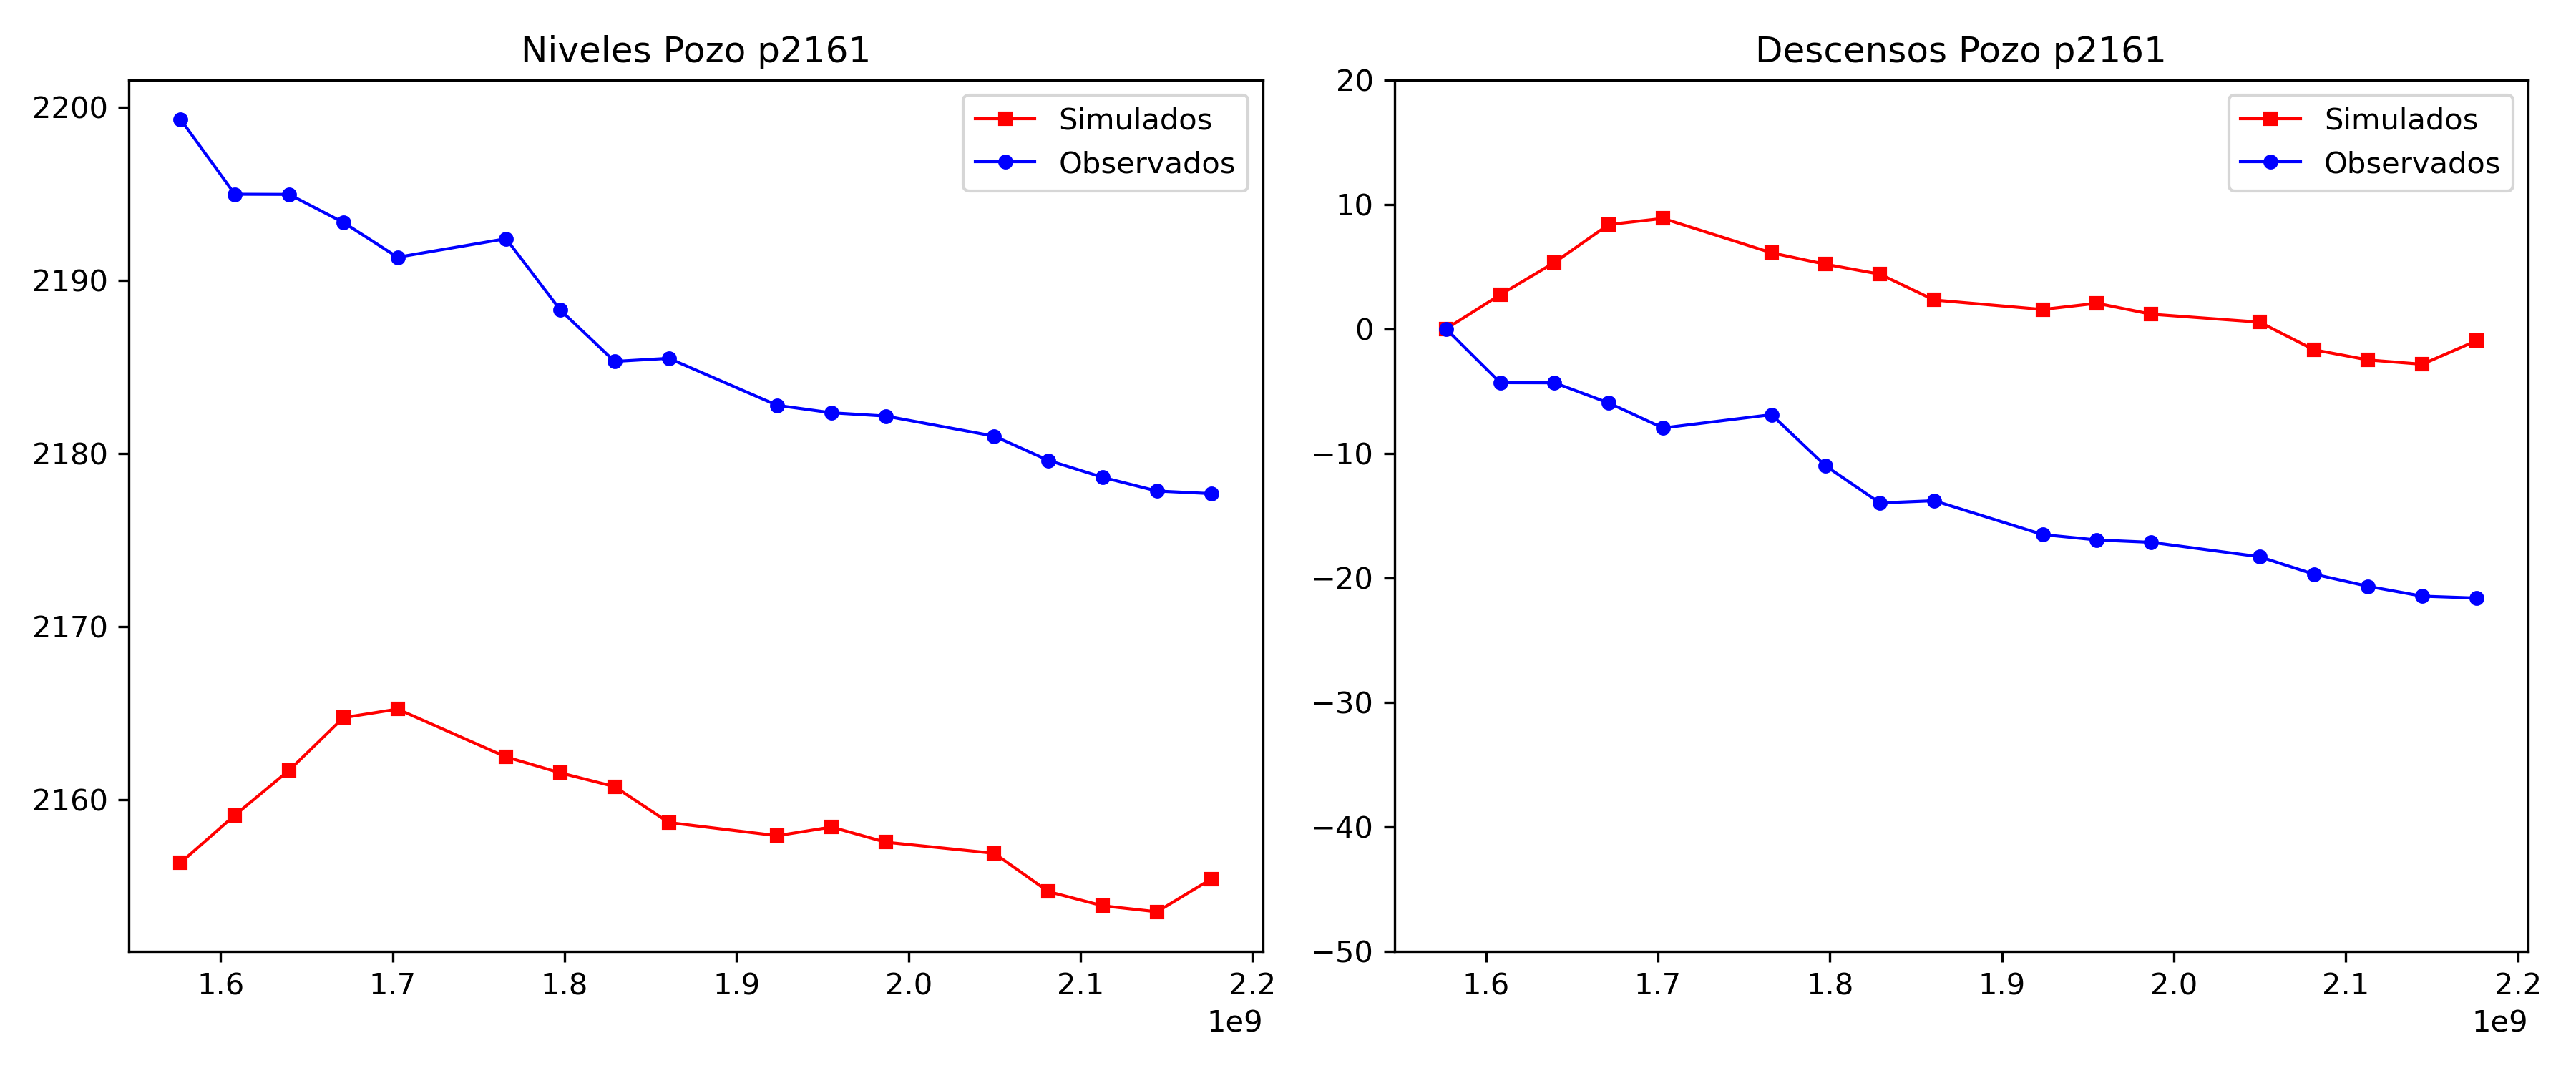 Niveles Pozo p2161
2200
2190
2180
2170
2160
Simulados
Observados
1.6 1.7 1.8 1.9 2.0 2.1 2.2
1e9
Descensos Pozo p2161
20
10
0
−10
−20
−30
−40
−50
Simulados
Observados
1.6 1.7 1.8 1.9 2.0 2.1 2.2
1e9